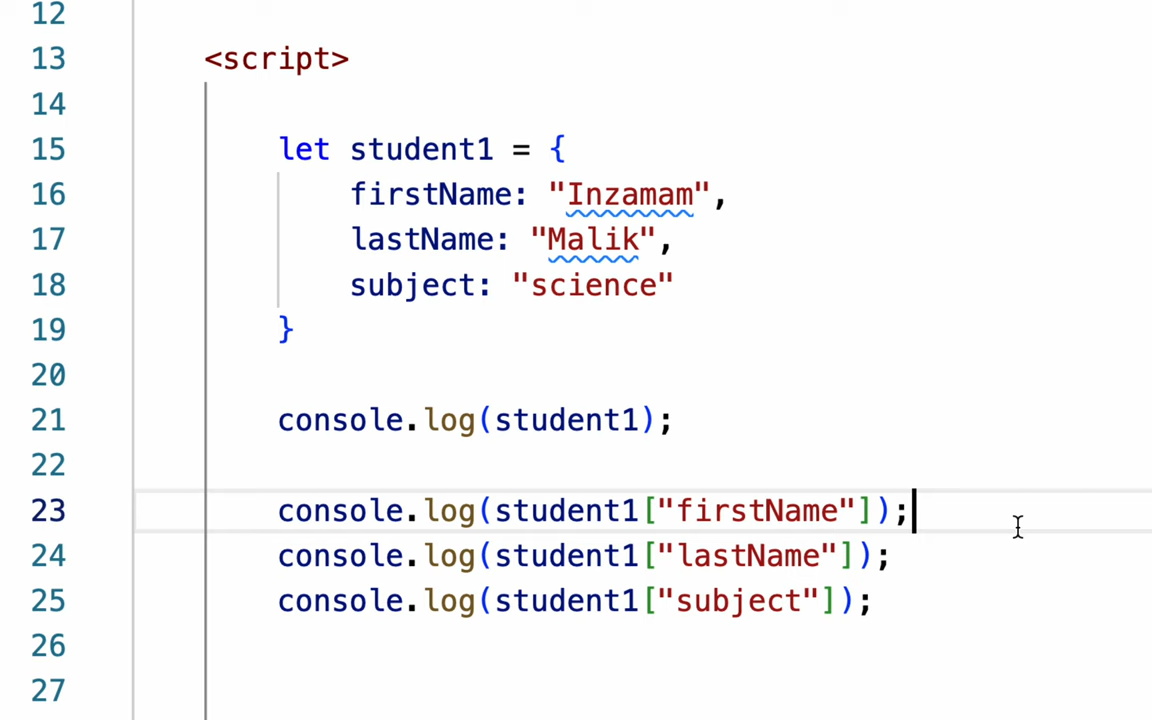 12
13 <script>
14
15 let student1 = {
16 firstName: "Inzamam",
17 lastName: "Malik",
18 subject: "science"
19 }
20
21 console.log(student1);
22
23 console.log(student1["firstName"]);
24 console.log(student1["lastName"]);
25 console.log(student1["subject"]);
26
27